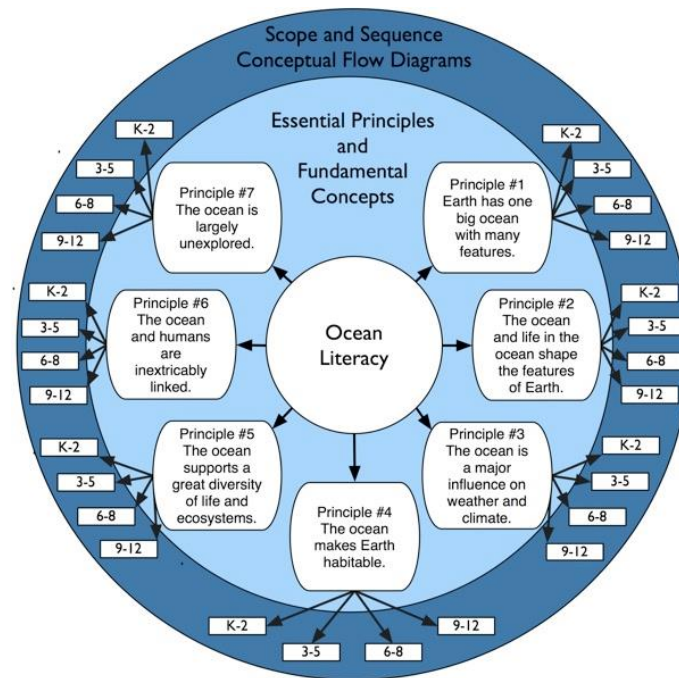 Scope and Sequence
Conceptual Flow Diagrams
Essential Principles
and
Fundamental
Concepts
K-2
3-5
6-8
9-12
Principle #7
The ocean is
largely
unexplored.
K-2
3-5
6-8
9-12
Principle #1
Earth has one
big ocean
with many
features.
K-2
3-5
6-8
9-12
Principle #6
The ocean
and humans
are
inextricably
linked.
Ocean
Literacy
Principle #2
The ocean
and life in the
ocean shape
the features
of Earth.
K-2
3-5
6-8
9-12
K-2
3-5
6-8
9-12
Principle #5
The ocean
supports a
great diversity
of life and
ecosystems.
Principle #3
The ocean is
a major
influence on
weather and
climate.
K-2
3-5
6-8
9-12
Principle #4
The ocean
makes Earth
habitable.
K-2
3-5
6-8
9-12